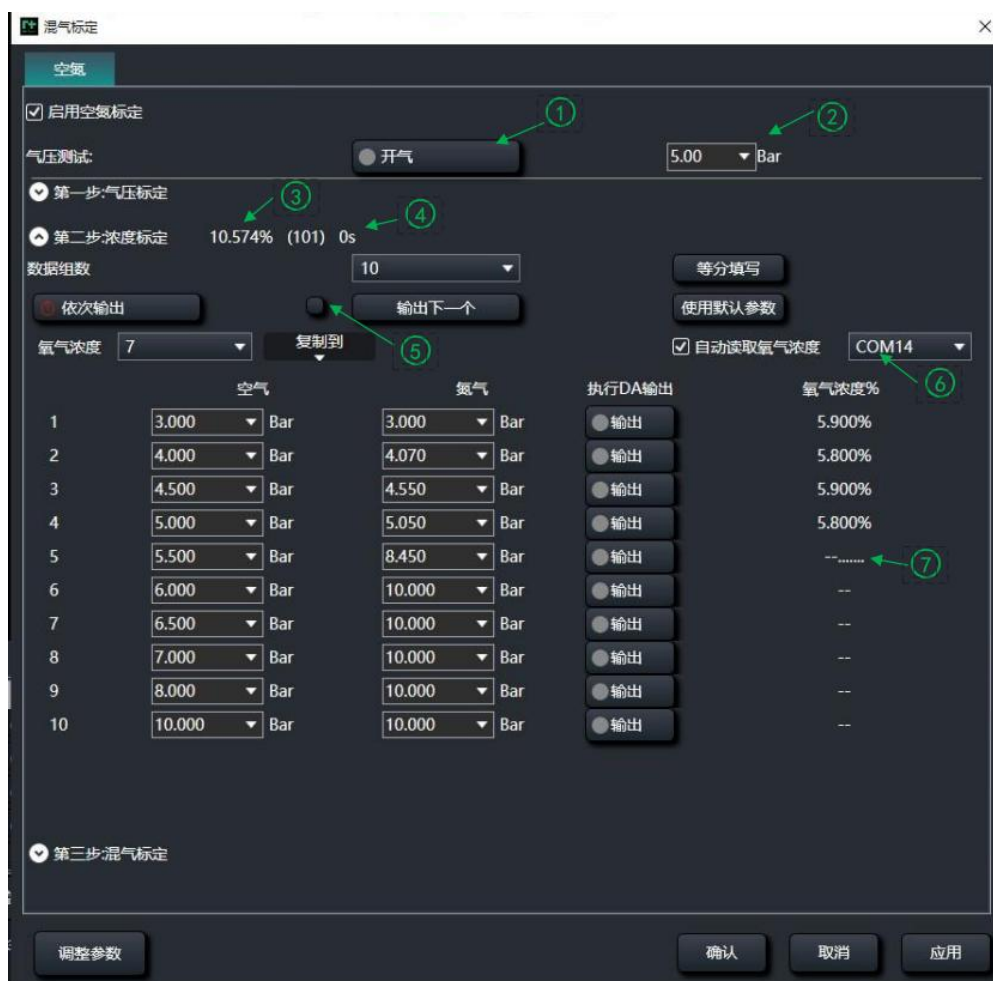 混气标定
空氮
启用空氮标定
①
②
气压测试: 开气 5.00 Bar
第一步:气压标定
③
④
第二步:浓度标定 10.574% (101) 0s
数据组数 10 等分填写
依次输出 输出下一个 使用默认参数
氧气浓度 7 复制到 自动读取氧气浓度 COM14
⑤
⑥
空气 氮气 执行DA输出 氧气浓度%
1 3.000 Bar 3.000 Bar 输出 5.900%
2 4.000 Bar 4.070 Bar 输出 5.800%
3 4.500 Bar 4.550 Bar 输出 5.900%
4 5.000 Bar 5.050 Bar 输出 5.800%
5 5.500 Bar 8.450 Bar 输出 --....... ⑦
6 6.000 Bar 10.000 Bar 输出 --
7 6.500 Bar 10.000 Bar 输出 --
8 7.000 Bar 10.000 Bar 输出 --
9 8.000 Bar 10.000 Bar 输出 --
10 10.000 Bar 10.000 Bar 输出 --
第三步:混气标定
调整参数 确认 取消 应用